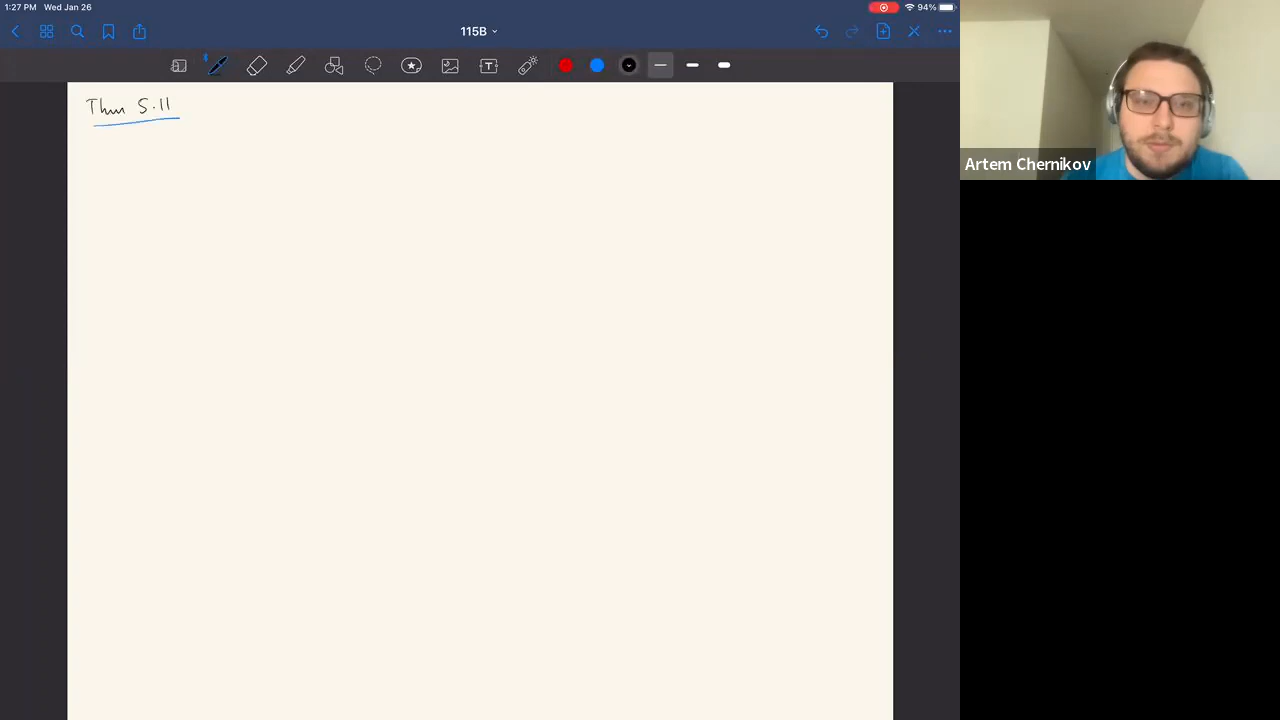 1:27 PM Wed Jan 26
94%
115B
T
Thm 5.11
Artem Chernikov